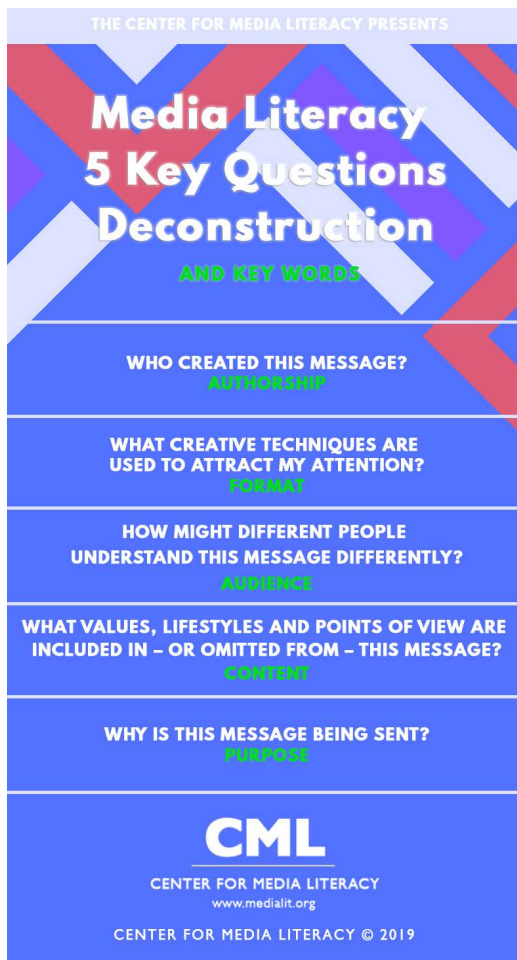 THE CENTER FOR MEDIA LITERACY PRESENTS
Media Literacy
5 Key Questions
Deconstruction
AND KEY WORDS
WHO CREATED THIS MESSAGE?
AUTHORSHIP
WHAT CREATIVE TECHNIQUES ARE
USED TO ATTRACT MY ATTENTION?
FORMAT
HOW MIGHT DIFFERENT PEOPLE
UNDERSTAND THIS MESSAGE DIFFERENTLY?
AUDIENCE
WHAT VALUES, LIFESTYLES AND POINTS OF VIEW ARE
INCLUDED IN – OR OMITTED FROM – THIS MESSAGE?
CONTENT
WHY IS THIS MESSAGE BEING SENT?
PURPOSE
CML
CENTER FOR MEDIA LITERACY
www.medialit.org
CENTER FOR MEDIA LITERACY © 2019